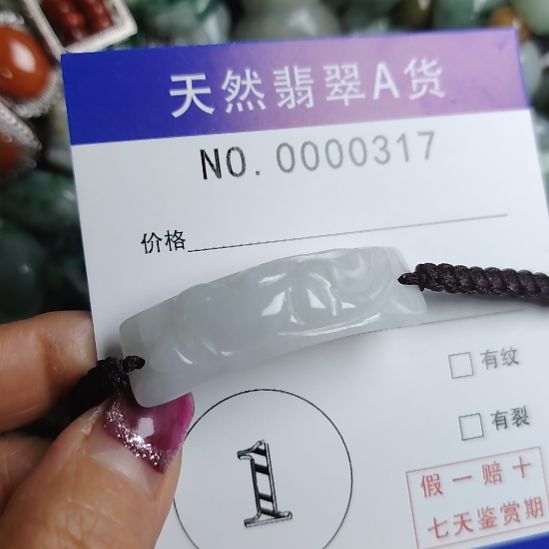 天然翡翠A货
NO. 0000317
价格
有纹
有裂
1
假一赔十
七天鉴赏期